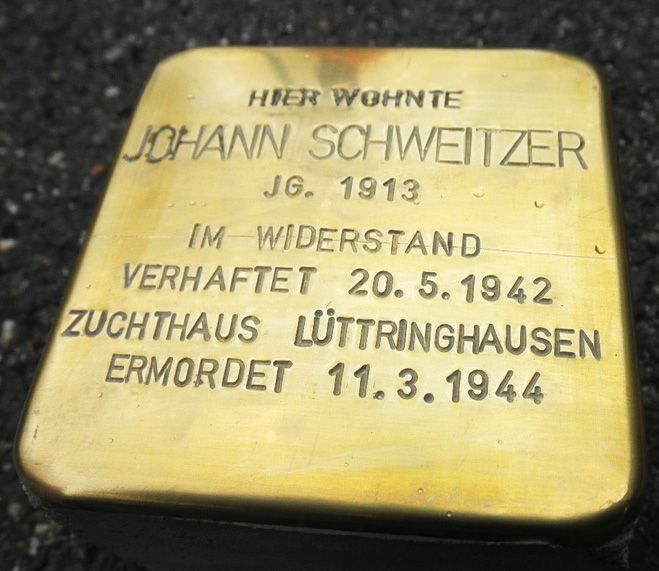 HIER WOHNTE
JOHANN SCHWEITZER
JG. 1913
IM WIDERSTAND
VERHAFTET 20.5.1942
ZUCHTHAUS LÜTTRINGHAUSEN
ERMORDET 11.3.1944